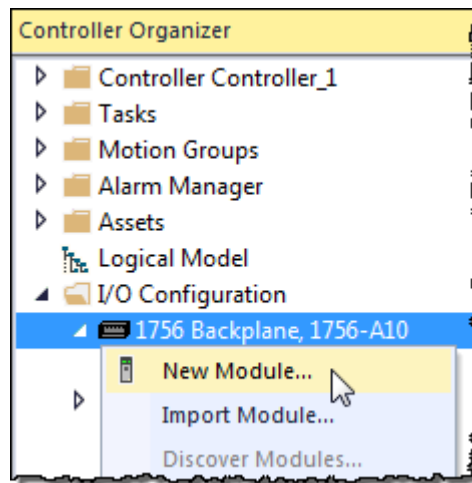 Controller Organizer
Controller Controller_1
Tasks
Motion Groups
Alarm Manager
Assets
Logical Model
I/O Configuration
1756 Backplane, 1756-A10
New Module...
Import Module...
Discover Modules...